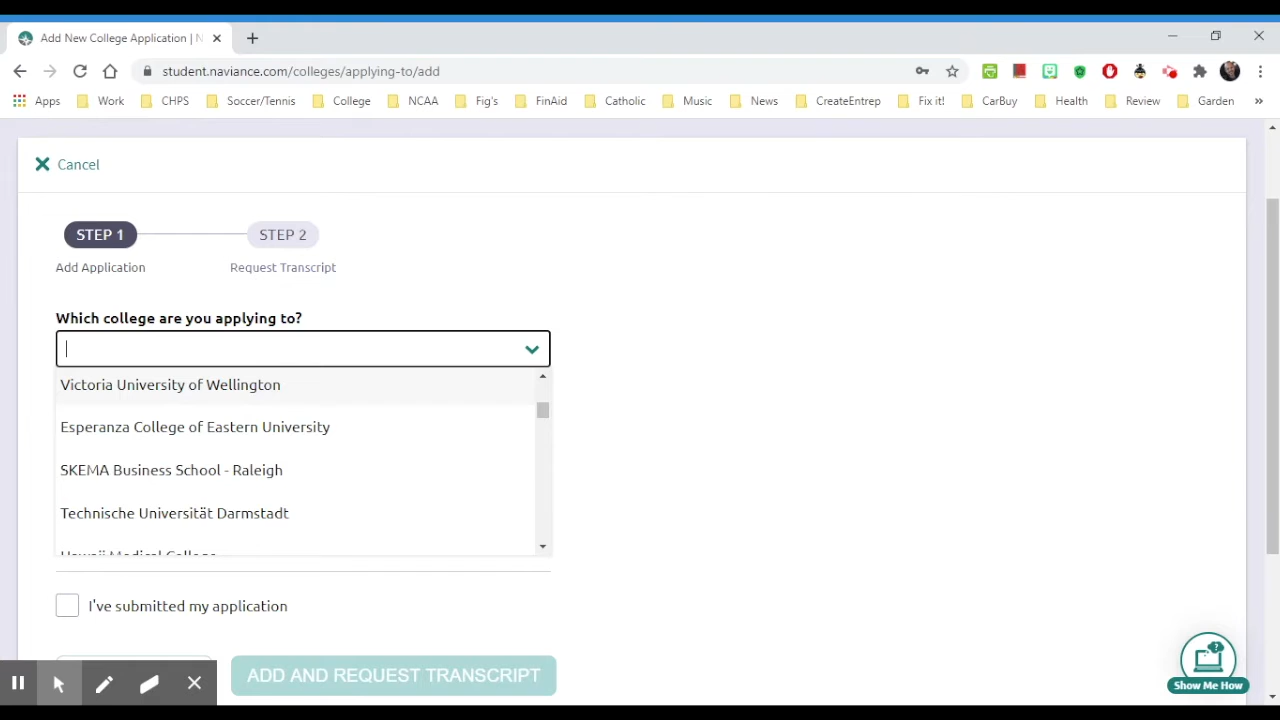 Add New College Application | N
student.naviance.com/colleges/applying-to/add
Apps Work CHPS Soccer/Tennis College NCAA Fig's FinAid Catholic Music News CreateEntrep Fix it! CarBuy Health Review Garden »
Cancel
STEP 1 STEP 2
Add Application Request Transcript
Which college are you applying to?
Victoria University of Wellington
Esperanza College of Eastern University
SKEMA Business School - Raleigh
Technische Universität Darmstadt
Hawaii Medical College
I've submitted my application
ADD AND REQUEST TRANSCRIPT
Show Me How